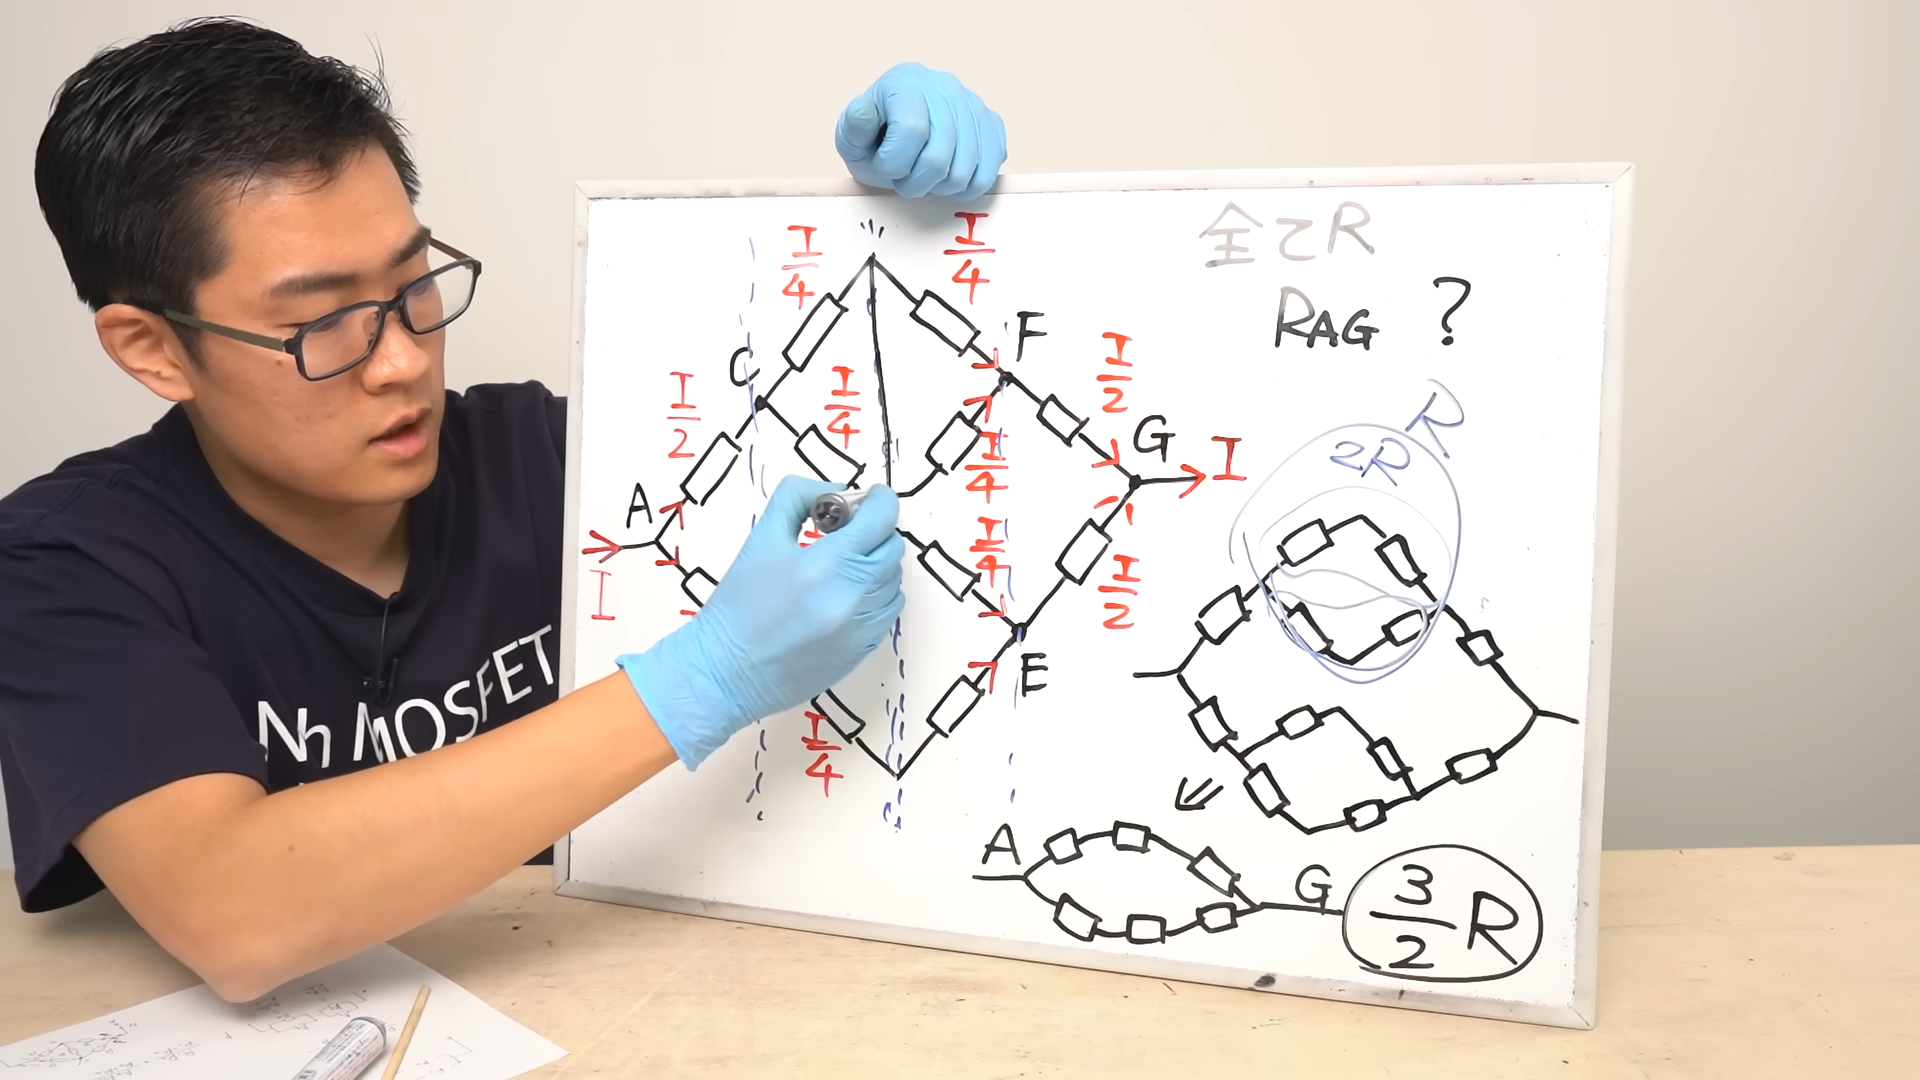 全てR
RAG ?
I/4
I/4
F
C
I/2
I/4
I/2
G
I
A
I/4
I
I/4
I/2
E
I/4
2R
R
A
G
3/2 R
MOSFET